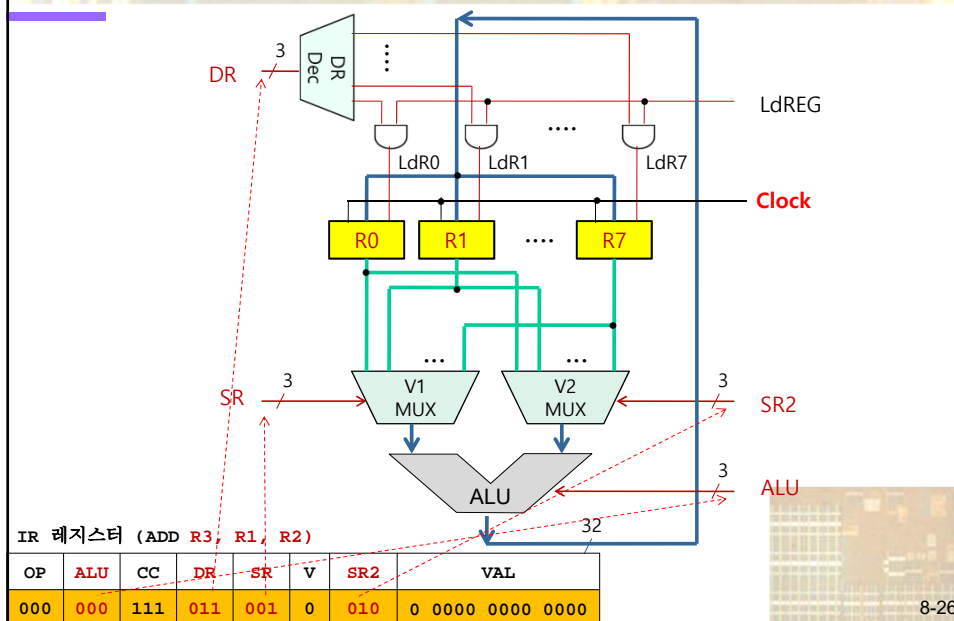 3
DR
DR
Dec
....
LdREG
....
LdR0
LdR1
LdR7
Clock
R0
R1
....
R7
...
...
SR
3
V1
MUX
V2
MUX
3
SR2
ALU
3
ALU
32
IR 레지스터 (ADD R3, R1, R2)
OP ALU CC DR SR V SR2 VAL
000 000 111 011 001 0 010 0 0000 0000 0000
8-26